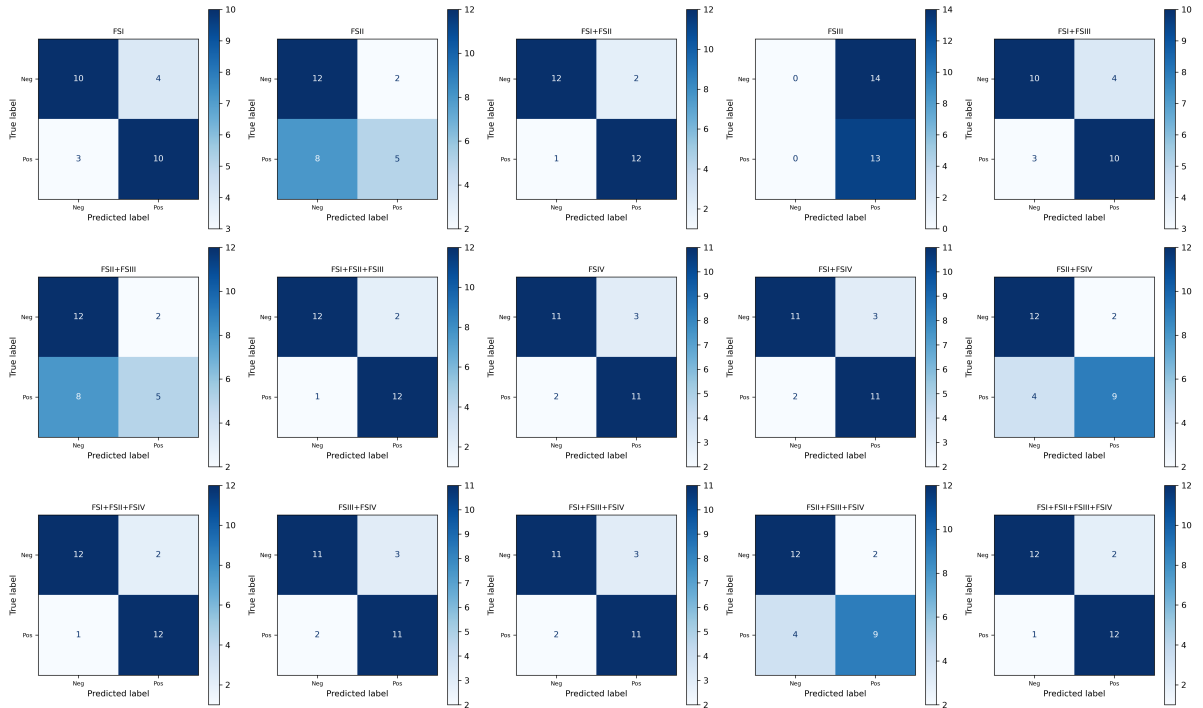 FSI
Neg
Pos
True label
10 4
3 10
Neg Pos
Predicted label
10
9
8
7
6
5
4
3
FSII
Neg
Pos
True label
12 2
8 5
Neg Pos
Predicted label
12
10
8
6
4
2
FSI+FSII
Neg
Pos
True label
12 2
1 12
Neg Pos
Predicted label
12
10
8
6
4
2
FSIII
Neg
Pos
True label
0 14
0 13
Neg Pos
Predicted label
14
12
10
8
6
4
2
0
FSI+FSIII
Neg
Pos
True label
10 4
3 10
Neg Pos
Predicted label
10
9
8
7
6
5
4
3
FSII+FSIII
Neg
Pos
True label
12 2
8 5
Neg Pos
Predicted label
12
10
8
6
4
2
FSI+FSII+FSIII
Neg
Pos
True label
12 2
1 12
Neg Pos
Predicted label
12
10
8
6
4
2
FSIV
Neg
Pos
True label
11 3
2 11
Neg Pos
Predicted label
11
10
9
8
7
6
5
4
3
2
FSI+FSIV
Neg
Pos
True label
11 3
2 11
Neg Pos
Predicted label
11
10
9
8
7
6
5
4
3
2
FSII+FSIV
Neg
Pos
True label
12 2
4 9
Neg Pos
Predicted label
12
10
8
6
4
2
FSI+FSII+FSIV
Neg
Pos
True label
12 2
1 12
Neg Pos
Predicted label
12
10
8
6
4
2
FSIII+FSIV
Neg
Pos
True label
11 3
2 11
Neg Pos
Predicted label
11
10
9
8
7
6
5
4
3
2
FSI+FSIII+FSIV
Neg
Pos
True label
11 3
2 11
Neg Pos
Predicted label
11
10
9
8
7
6
5
4
3
2
FSII+FSIII+FSIV
Neg
Pos
True label
12 2
4 9
Neg Pos
Predicted label
12
10
8
6
4
2
FSI+FSII+FSIII+FSIV
Neg
Pos
True label
12 2
1 12
Neg Pos
Predicted label
12
10
8
6
4
2